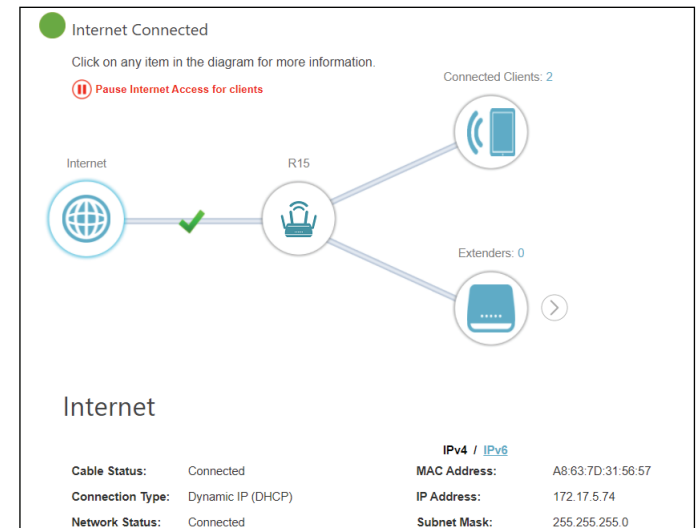 Internet Connected
Click on any item in the diagram for more information.
Pause Internet Access for clients
Connected Clients: 2
Internet
R15
Extenders: 0
Internet
IPv4 / IPv6
Cable Status: Connected MAC Address: A8:63:7D:31:56:57
Connection Type: Dynamic IP (DHCP) IP Address: 172.17.5.74
Network Status: Connected Subnet Mask: 255.255.255.0